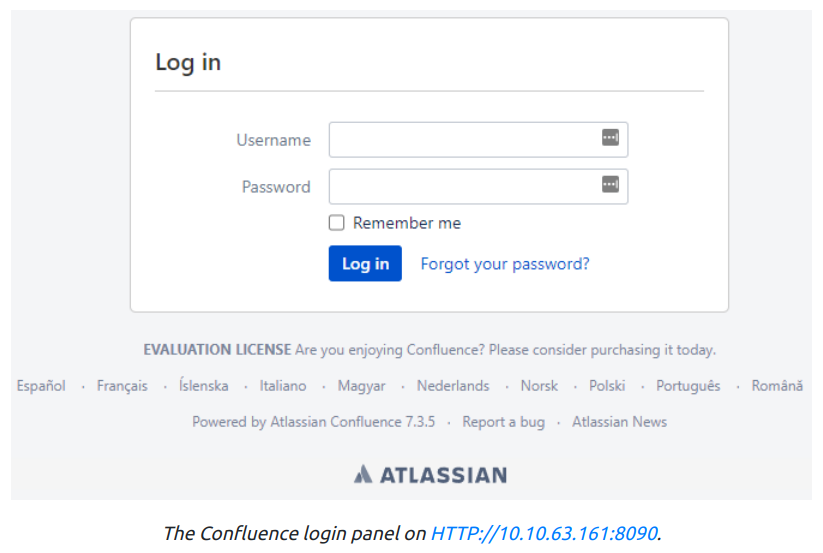 Log in
Username
Password
Remember me
Log in Forgot your password?
EVALUATION LICENSE Are you enjoying Confluence? Please consider purchasing it today.
Español · Français · Íslenska · Italiano · Magyar · Nederlands · Norsk · Polski · Português · Română
Powered by Atlassian Confluence 7.3.5 · Report a bug · Atlassian News
ATLASSIAN
The Confluence login panel on HTTP://10.10.63.161:8090.